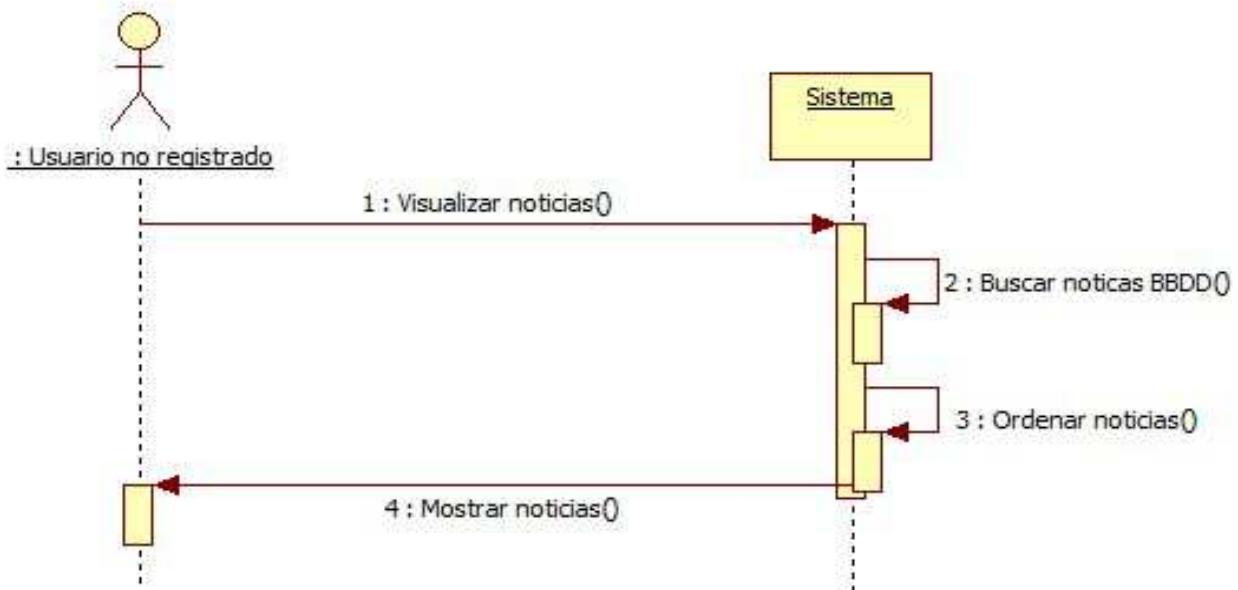 Sistema
: Usuario no registrado
1 : Visualizar noticias()
2 : Buscar noticas BBDD()
3 : Ordenar noticias()
4 : Mostrar noticias()